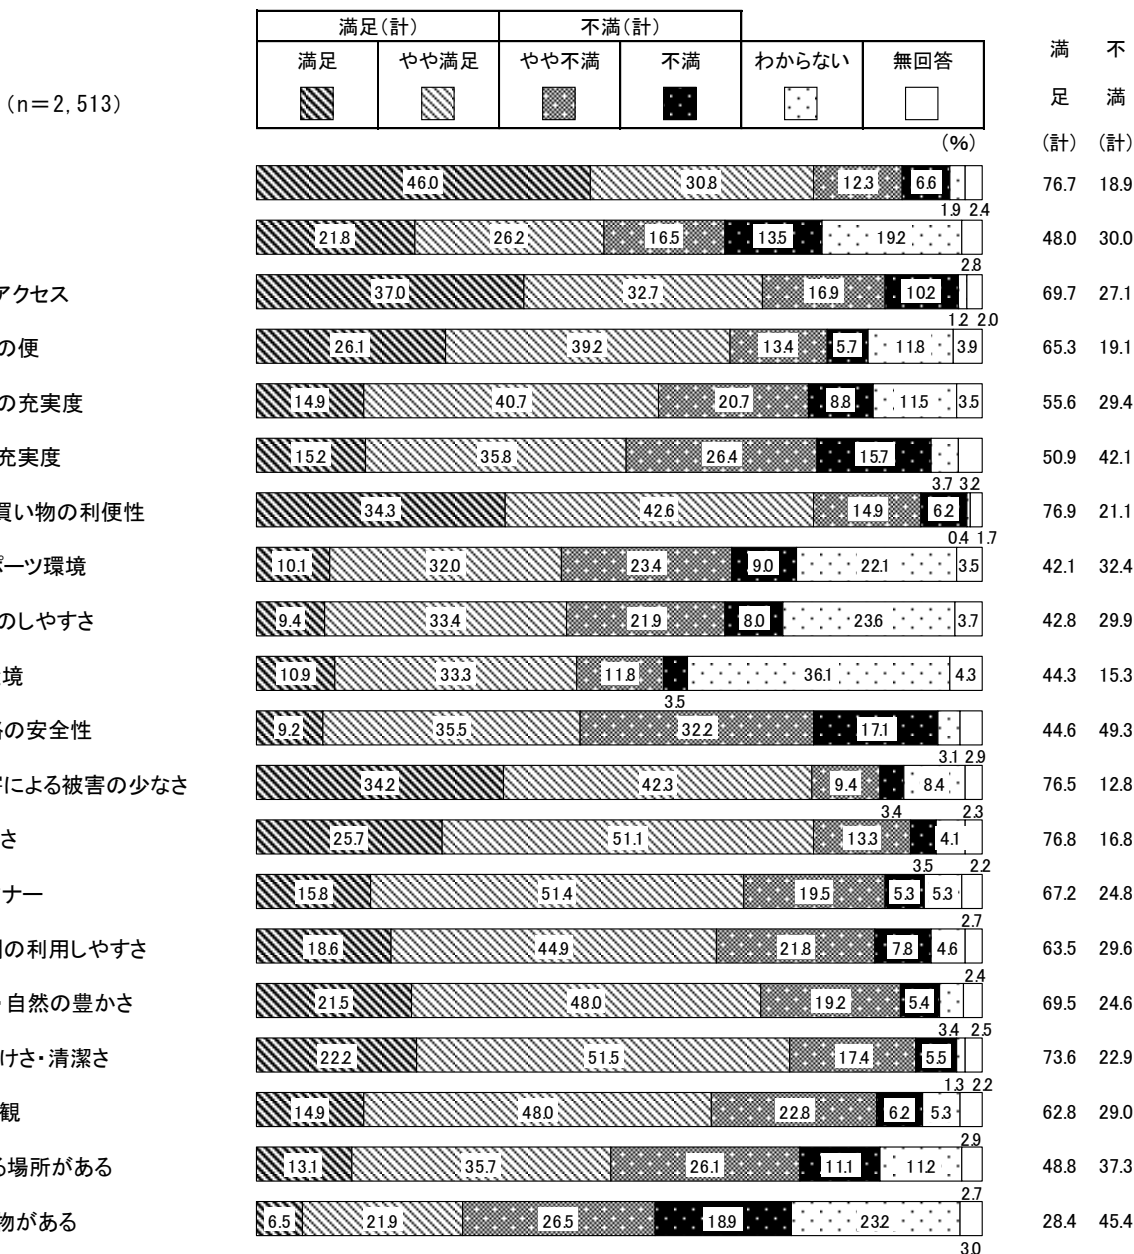 満足(計) 不満(計)
満足 やや満足 やや不満 不満 わからない 無回答
満足(計) 不満(計)
(n=2,513)
(%)
46.0 30.8 12.3 6.6 1.9 2.4 76.7 18.9
21.8 26.2 16.5 13.5 19.2 2.8 48.0 30.0
アクセス 37.0 32.7 16.9 10.2 1.2 2.0 69.7 27.1
の便 26.1 39.2 13.4 5.7 11.8 3.9 65.3 19.1
の充実度 14.9 40.7 20.7 8.8 11.5 3.5 55.6 29.4
充実度 15.2 35.8 26.4 15.7 3.7 3.2 50.9 42.1
買い物の利便性 34.3 42.6 14.9 6.2 0.4 1.7 76.9 21.1
ポーツ環境 10.1 32.0 23.4 9.0 22.1 3.5 42.1 32.4
のしやすさ 9.4 33.4 21.9 8.0 23.6 3.7 42.8 29.9
境 10.9 33.3 11.8 3.5 36.1 4.3 44.3 15.3
の安全性 9.2 35.5 32.2 17.1 3.1 2.9 44.6 49.3
による被害の少なさ 34.2 42.3 9.4 3.4 8.4 2.3 76.5 12.8
さ 25.7 51.1 13.3 3.5 4.1 2.2 76.8 16.8
ナー 15.8 51.4 19.5 5.3 5.3 2.7 67.2 24.8
の利用しやすさ 18.6 44.9 21.8 7.8 4.6 2.4 63.5 29.6
自然の豊かさ 21.5 48.0 19.2 5.4 3.4 2.5 69.5 24.6
けさ・清潔さ 22.2 51.5 17.4 5.5 1.3 2.2 73.6 22.9
観 14.9 48.0 22.8 6.2 5.3 2.9 62.8 29.0
る場所がある 13.1 35.7 26.1 11.1 11.2 2.7 48.8 37.3
物がある 6.5 21.9 26.5 18.9 23.2 3.0 28.4 45.4